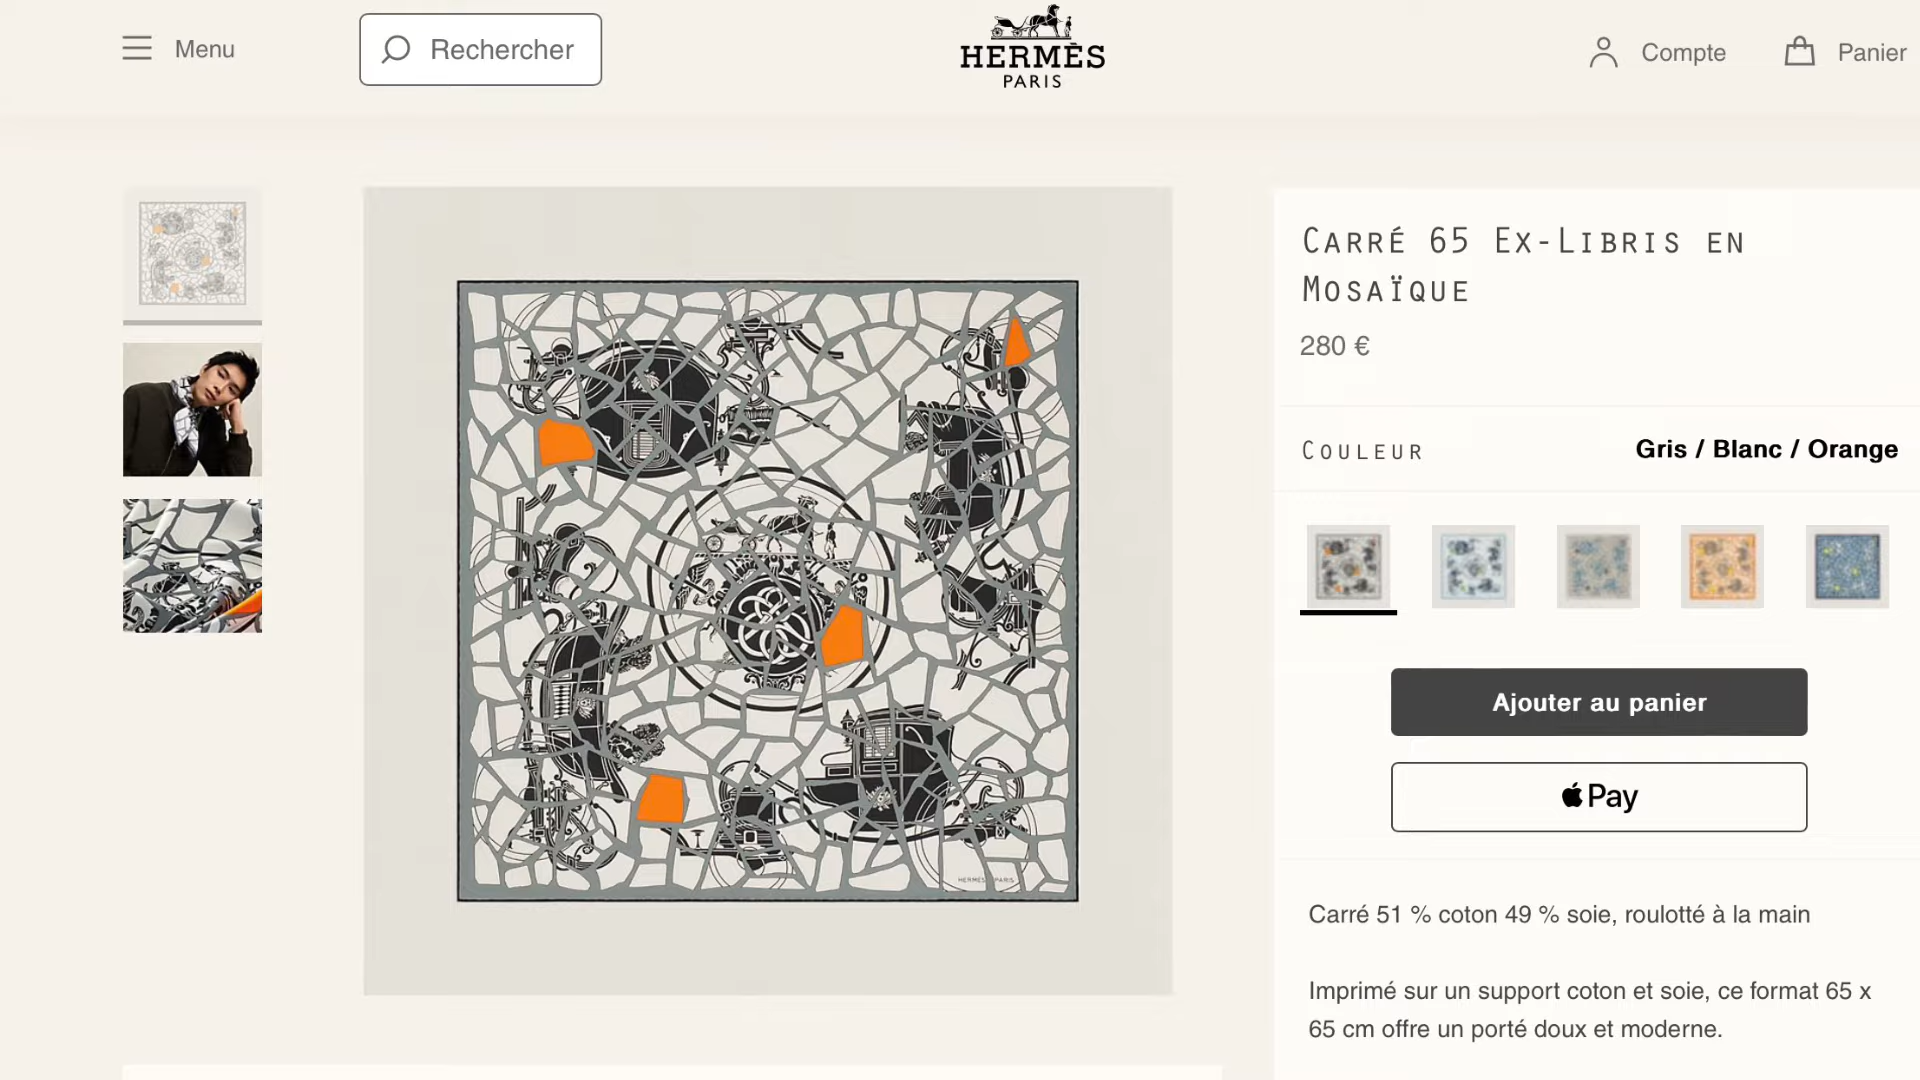 Menu
Rechercher
HERMÈS
PARIS
Compte
Panier
Carré 65 Ex-Libris en
Mosaïque
280 €
Couleur
Gris / Blanc / Orange
Ajouter au panier
Pay
HERMÈS PARIS
Carré 51 % coton 49 % soie, roulotté à la main
Imprimé sur un support coton et soie, ce format 65 x
65 cm offre un porté doux et moderne.